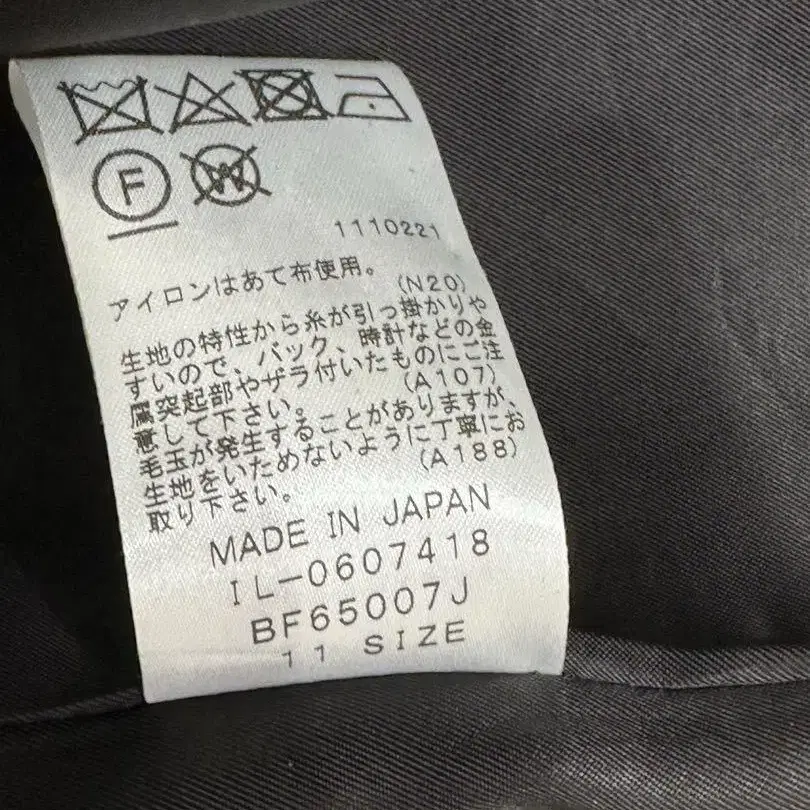 F W
1110221
アイロンはあて布使用。
(N20)
生地の特性から糸が引っ掛かりや
すいので、バック、時計などの金
属突起部やザラ付いたものにご注
意して下さい。 (A107)
毛玉が発生することがありますが、
生地をいためないように丁寧にお
取り下さい。 (A188)
MADE IN JAPAN
IL-0607418
BF65007J
11 SIZE